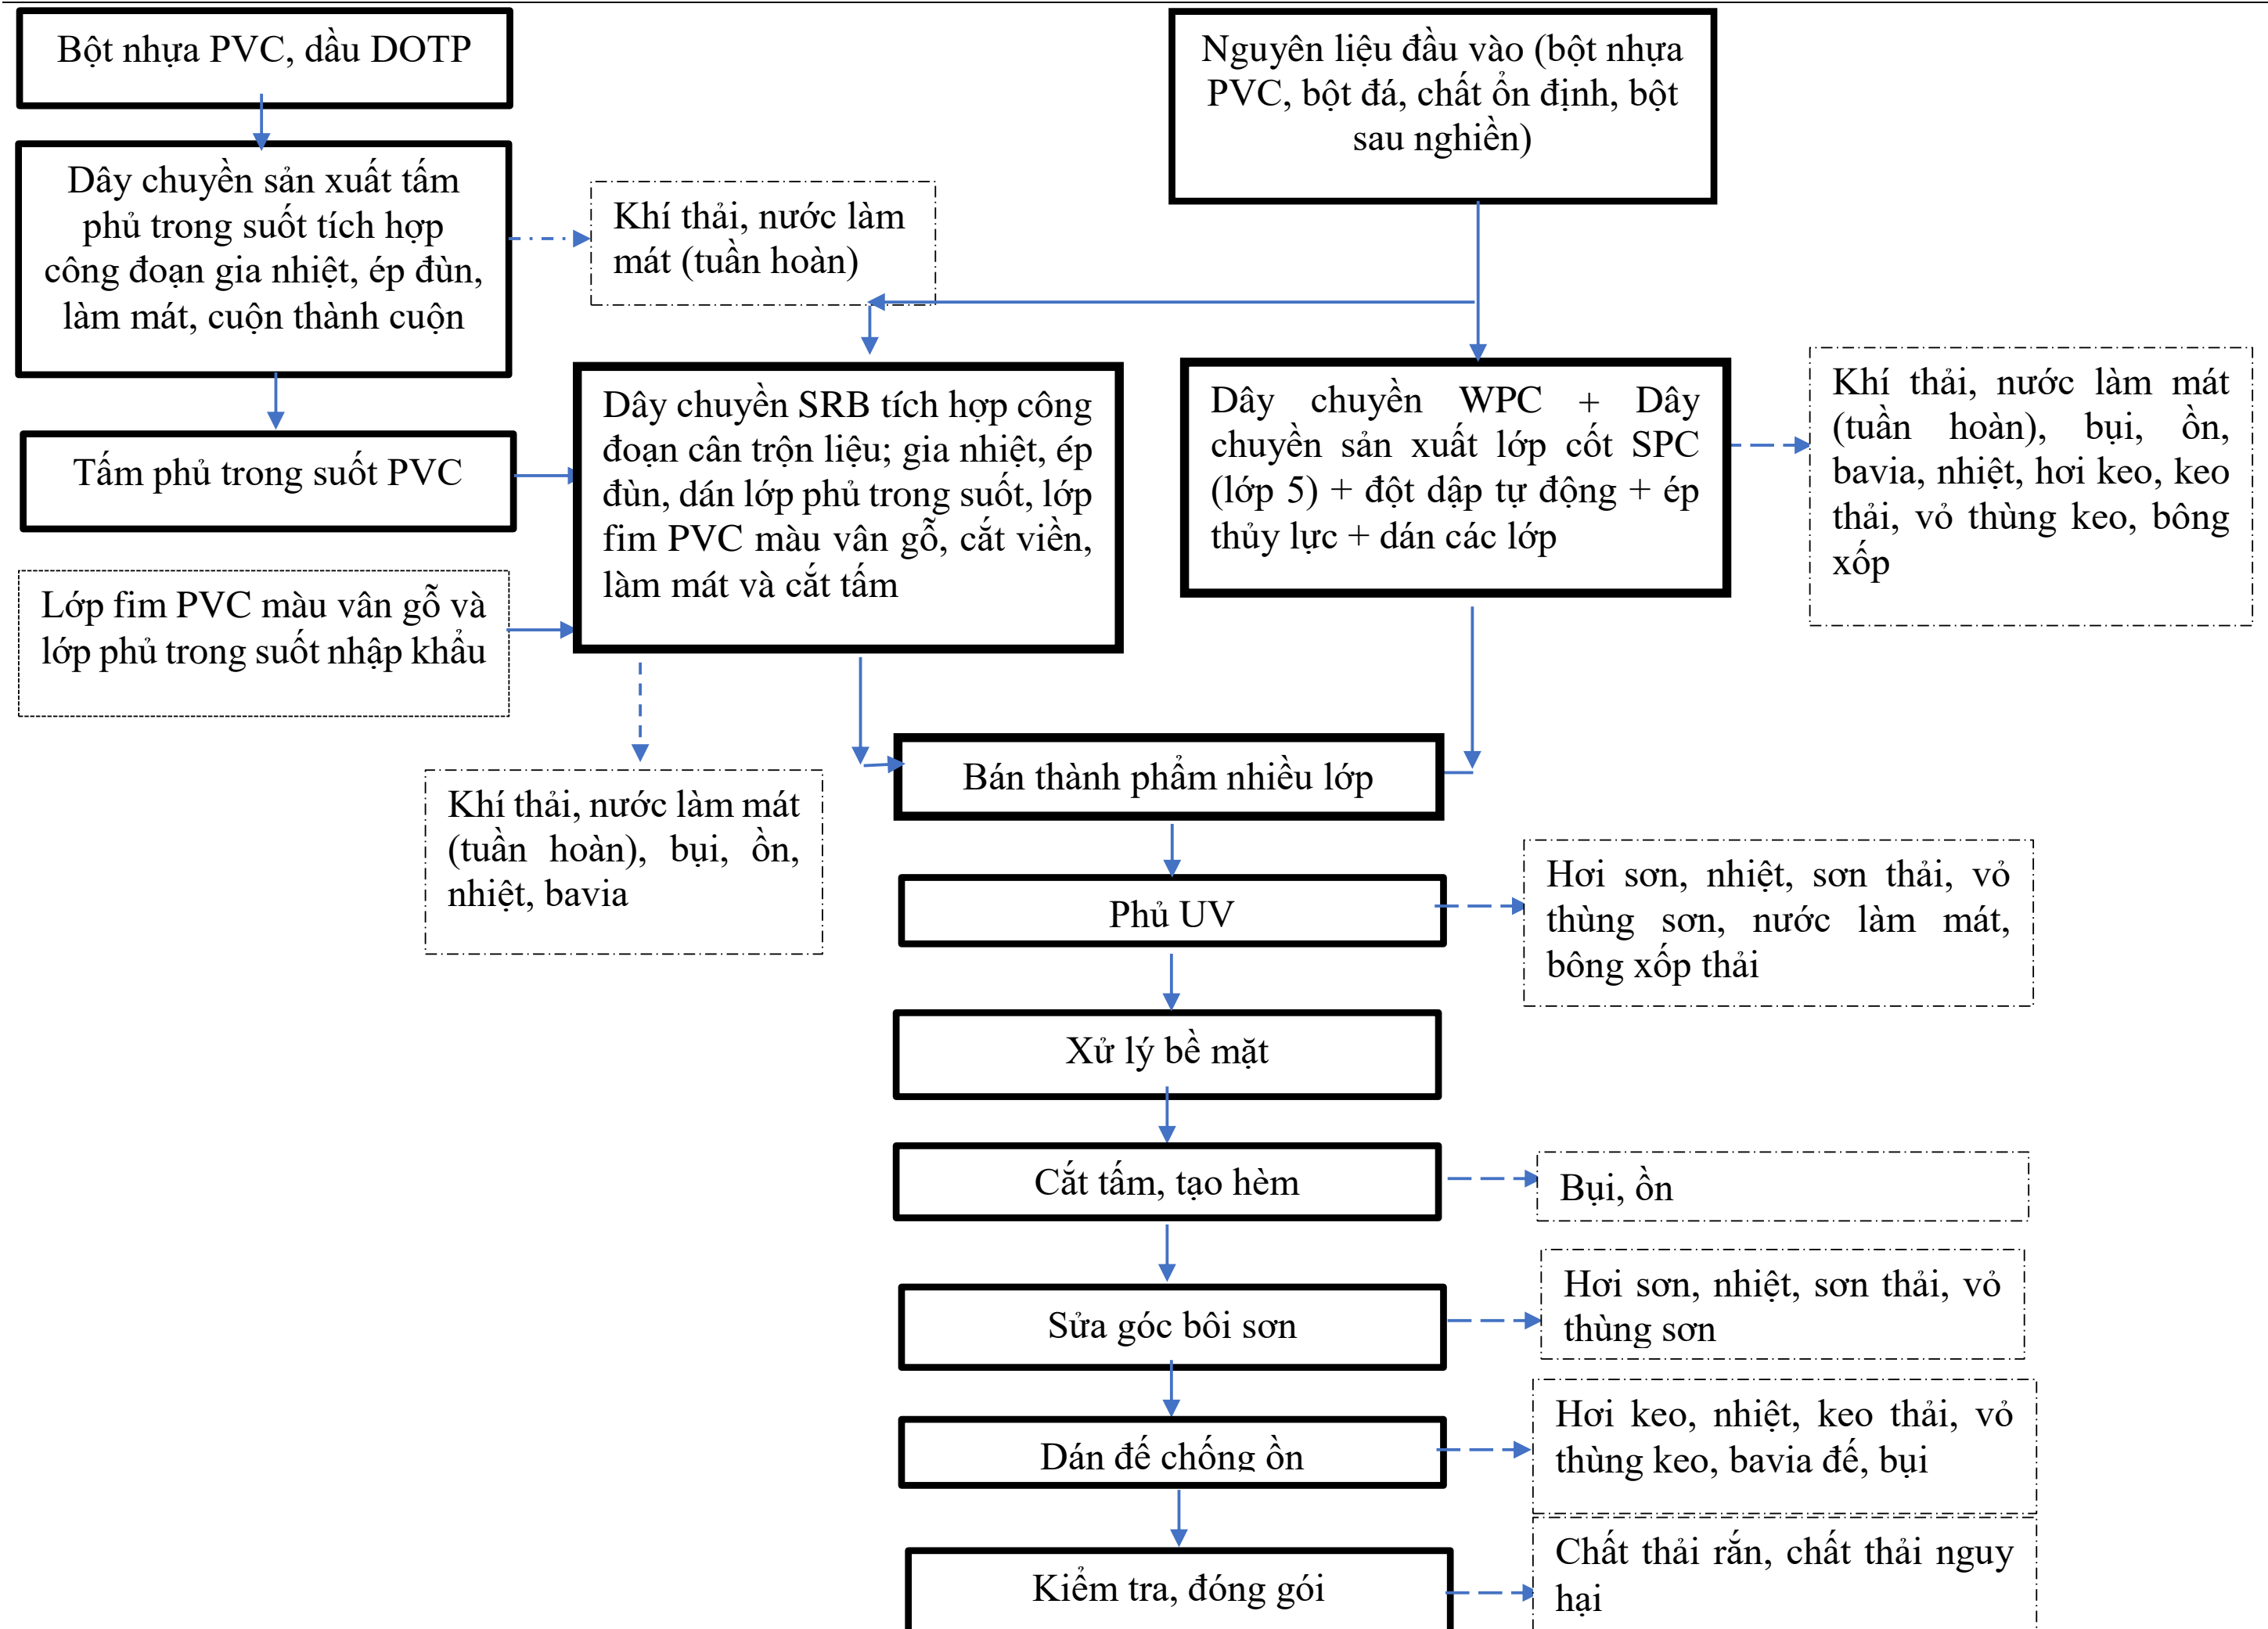 Bột nhựa PVC, dầu DOTP
Nguyên liệu đầu vào (bột nhựa
PVC, bột đá, chất ổn định, bột
sau nghiền)
Dây chuyền sản xuất tấm
phủ trong suốt tích hợp
công đoạn gia nhiệt, ép đùn,
làm mát, cuộn thành cuộn
Khí thải, nước làm
mát (tuần hoàn)
Tấm phủ trong suốt PVC
Lớp fim PVC màu vân gỗ và
lớp phủ trong suốt nhập khẩu
Dây chuyền SRB tích hợp công
đoạn cân trộn liệu; gia nhiệt, ép
đùn, dán lớp phủ trong suốt, lớp
fim PVC màu vân gỗ, cắt viền,
làm mát và cắt tấm
Dây chuyền WPC + Dây
chuyền sản xuất lớp cốt SPC
(lớp 5) + đột dập tự động + ép
thủy lực + dán các lớp
Khí thải, nước làm mát
(tuần hoàn), bụi, ồn,
bavia, nhiệt, hơi keo, keo
thải, vỏ thùng keo, bông
xốp
Khí thải, nước làm mát
(tuần hoàn), bụi, ồn,
nhiệt, bavia
Bán thành phẩm nhiều lớp
Phủ UV
Hơi sơn, nhiệt, sơn thải, vỏ
thùng sơn, nước làm mát,
bông xốp thải
Xử lý bề mặt
Cắt tấm, tạo hèm
Bụi, ồn
Sửa góc bôi sơn
Hơi sơn, nhiệt, sơn thải, vỏ
thùng sơn
Dán đế chống ồn
Hơi keo, nhiệt, keo thải, vỏ
thùng keo, bavia đế, bụi
Kiểm tra, đóng gói
Chất thải rắn, chất thải nguy
hại